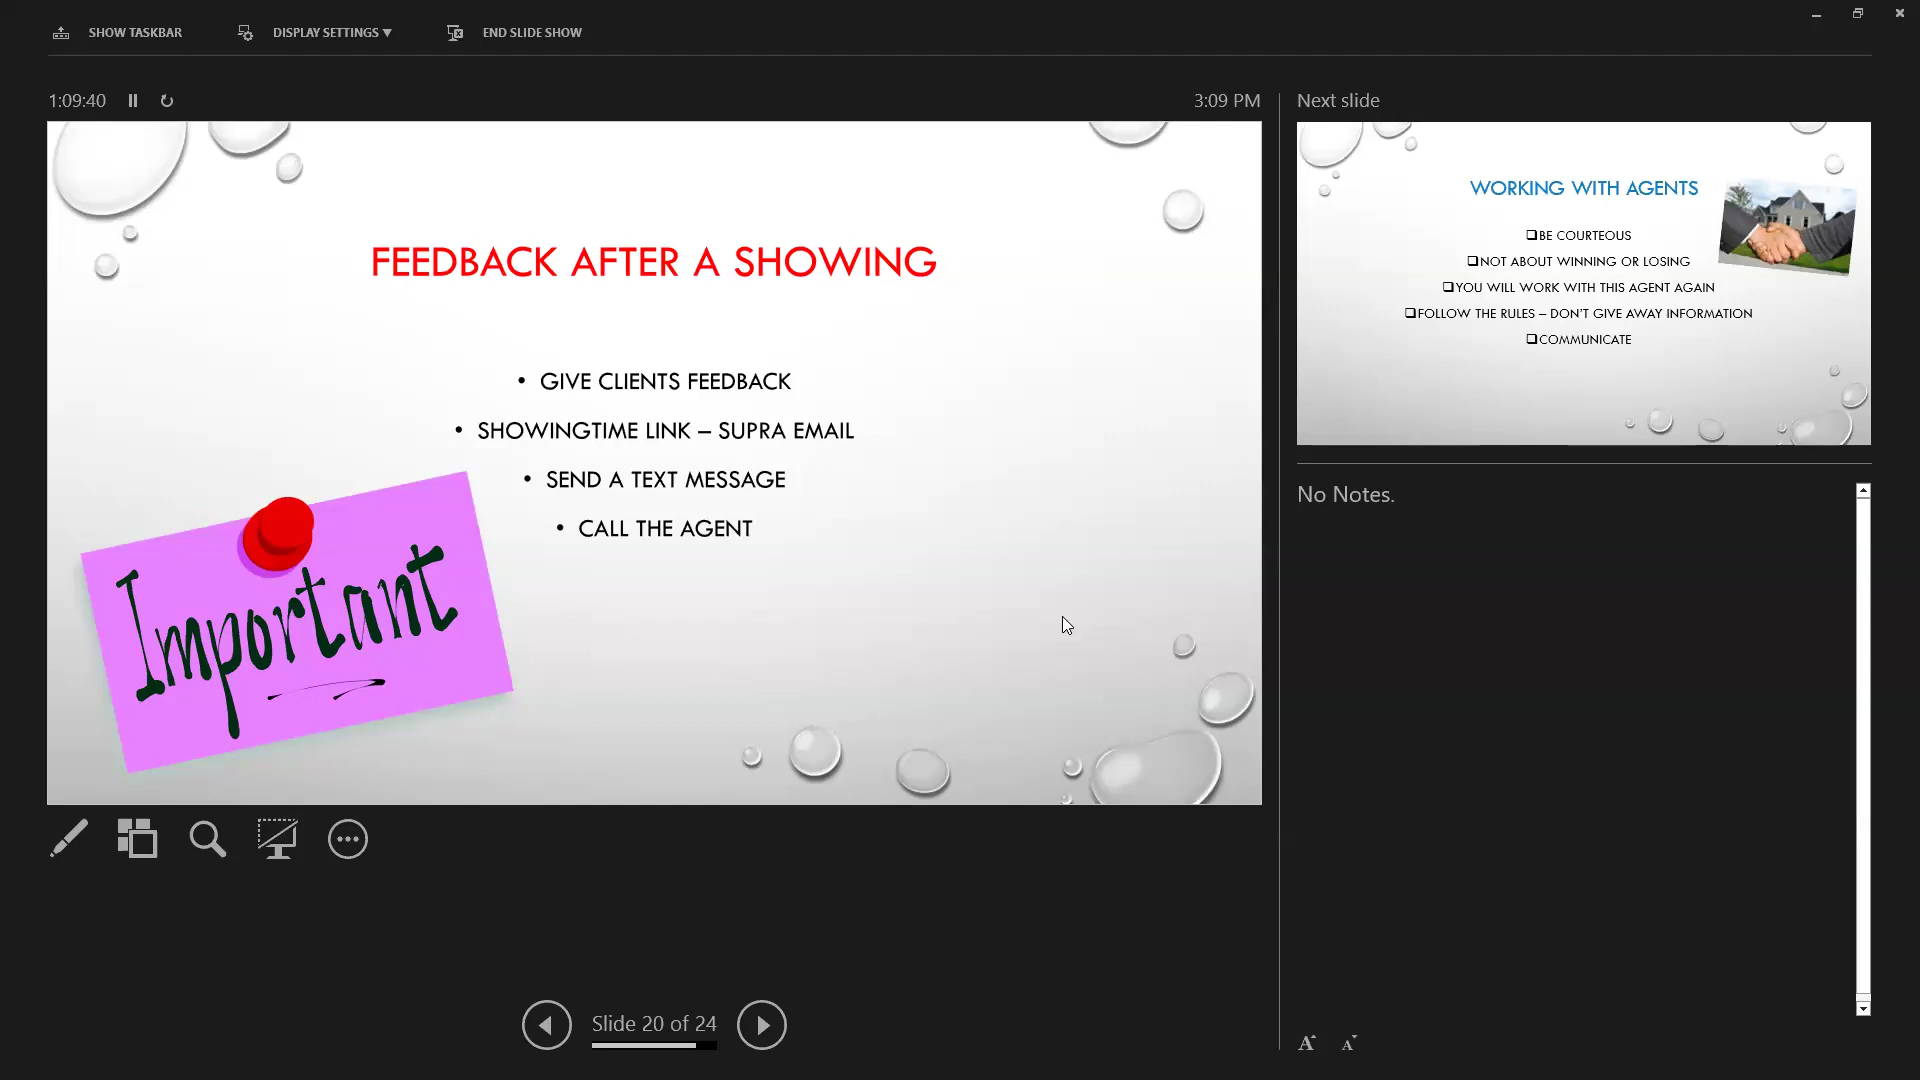 SHOW TASKBAR
DISPLAY SETTINGS ▼
END SLIDE SHOW
1:09:40
3:09 PM
FEEDBACK AFTER A SHOWING
• GIVE CLIENTS FEEDBACK
• SHOWINGTIME LINK – SUPRA EMAIL
• SEND A TEXT MESSAGE
• CALL THE AGENT
Important
Slide 20 of 24
Next slide
WORKING WITH AGENTS
❑BE COURTEOUS
❑NOT ABOUT WINNING OR LOSING
❑YOU WILL WORK WITH THIS AGENT AGAIN
❑FOLLOW THE RULES – DON'T GIVE AWAY INFORMATION
❑COMMUNICATE
No Notes.
A A